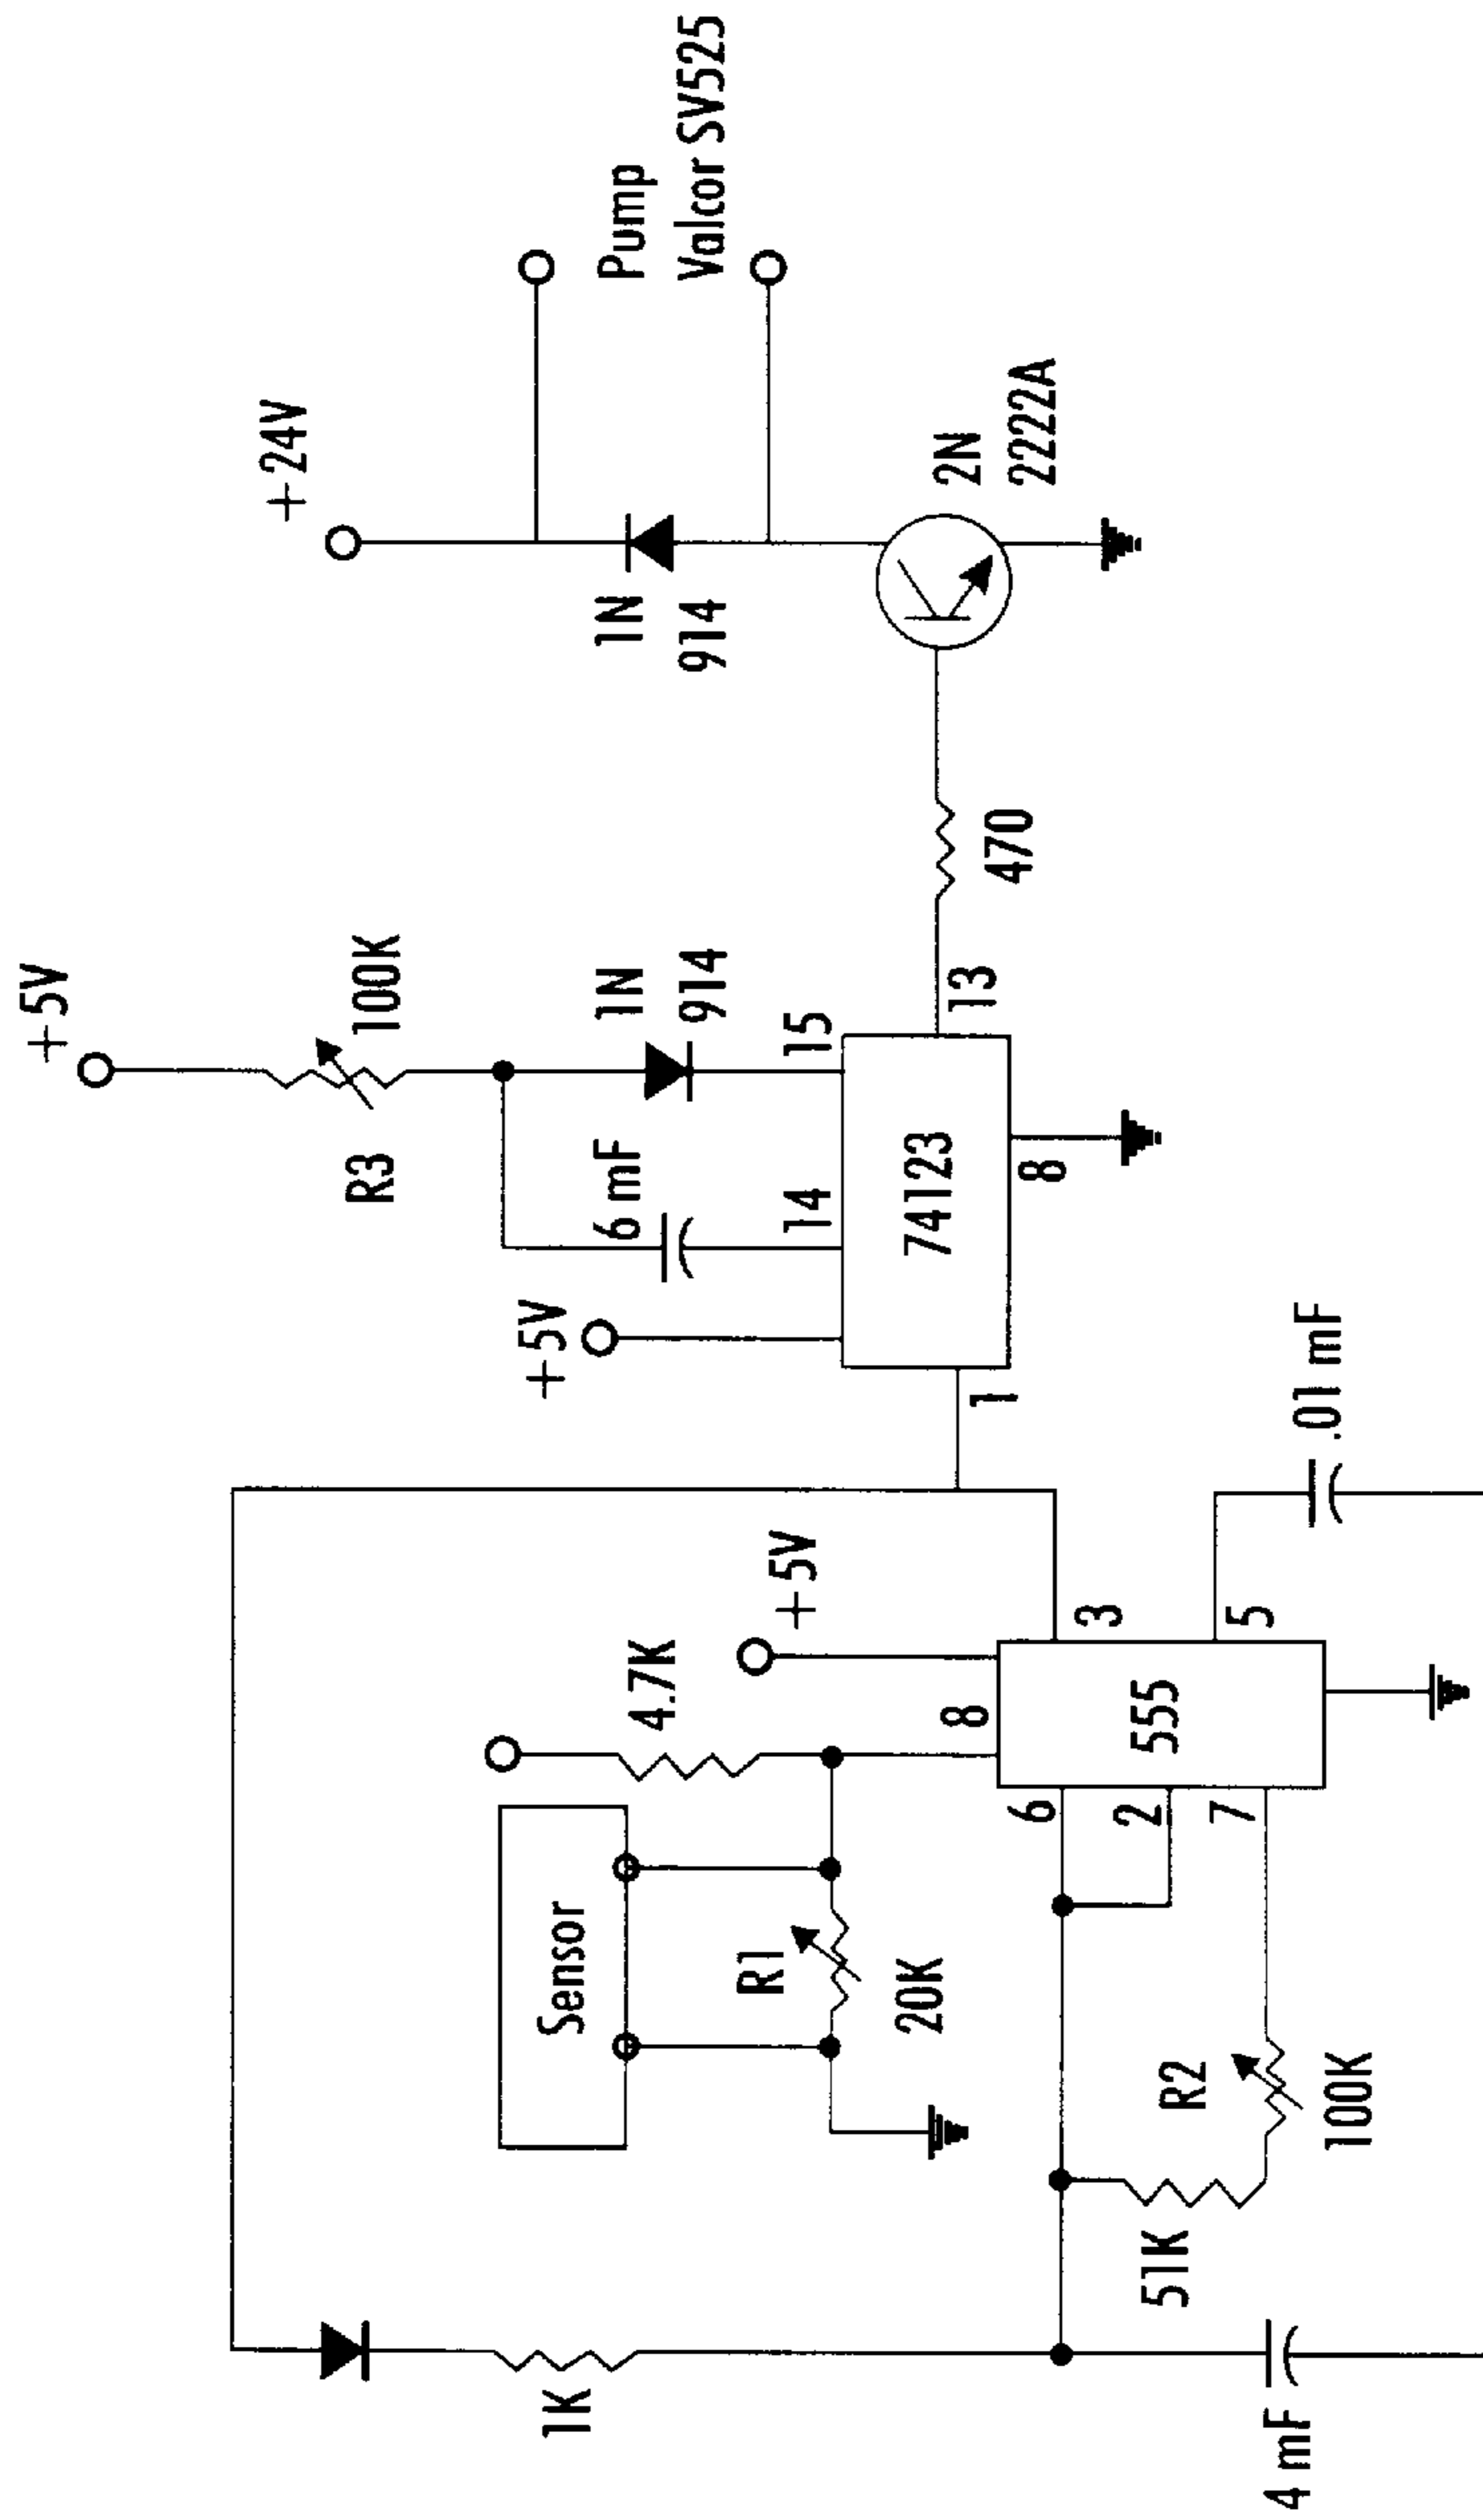 +5V
+24V
R3
100K
1N
914
Pump
Valcor SV525
1N
914
6 mF
+5V
14
15
74123
1
8
13
470
2N
2222A
Sensor
4.7K
+5V
R1
20K
8
6
2
7
555
3
5
.01 mF
1K
51K
R2
100K
4 mF